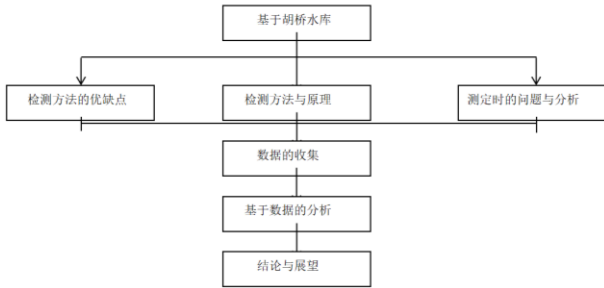 基于胡桥水库
检测方法的优缺点
检测方法与原理
测定时的问题与分析
数据的收集
基于数据的分析
结论与展望